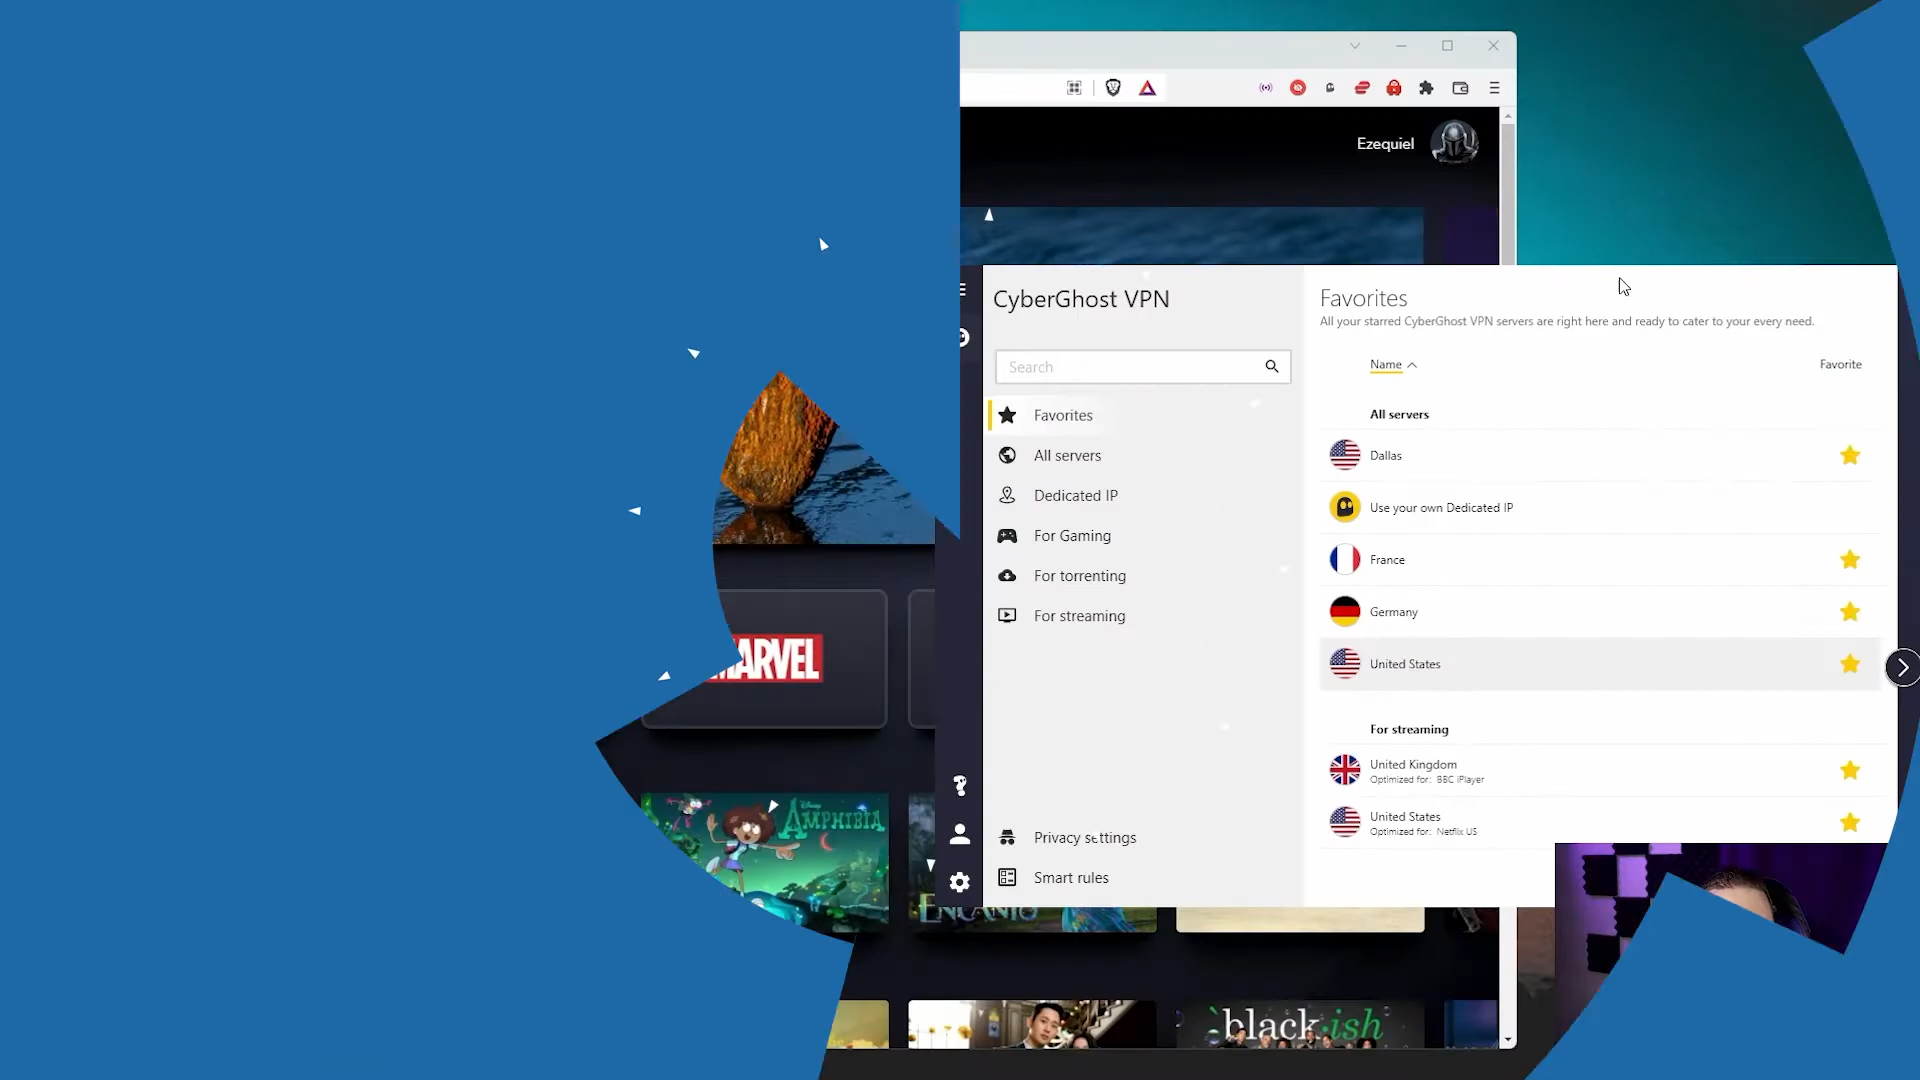 Ezequiel
CyberGhost VPN
Search
Favorites
All servers
Dedicated IP
For Gaming
For torrenting
For streaming
Privacy settings
Smart rules
Favorites
All your starred CyberGhost VPN servers are right here and ready to cater to your every need.
Name
Favorite
All servers
Dallas
Use your own Dedicated IP
France
Germany
United States
For streaming
United Kingdom
Optimized for: BBC iPlayer
United States
Optimized for: Netflix US
MARVEL
Disney
AMPHIBIA
ENCANTO
black-ish